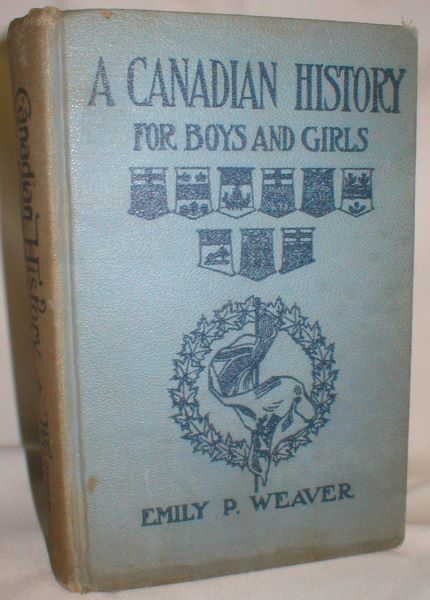 A CANADIAN HISTORY
FOR BOYS AND GIRLS
EMILY P. WEAVER
Canadian History